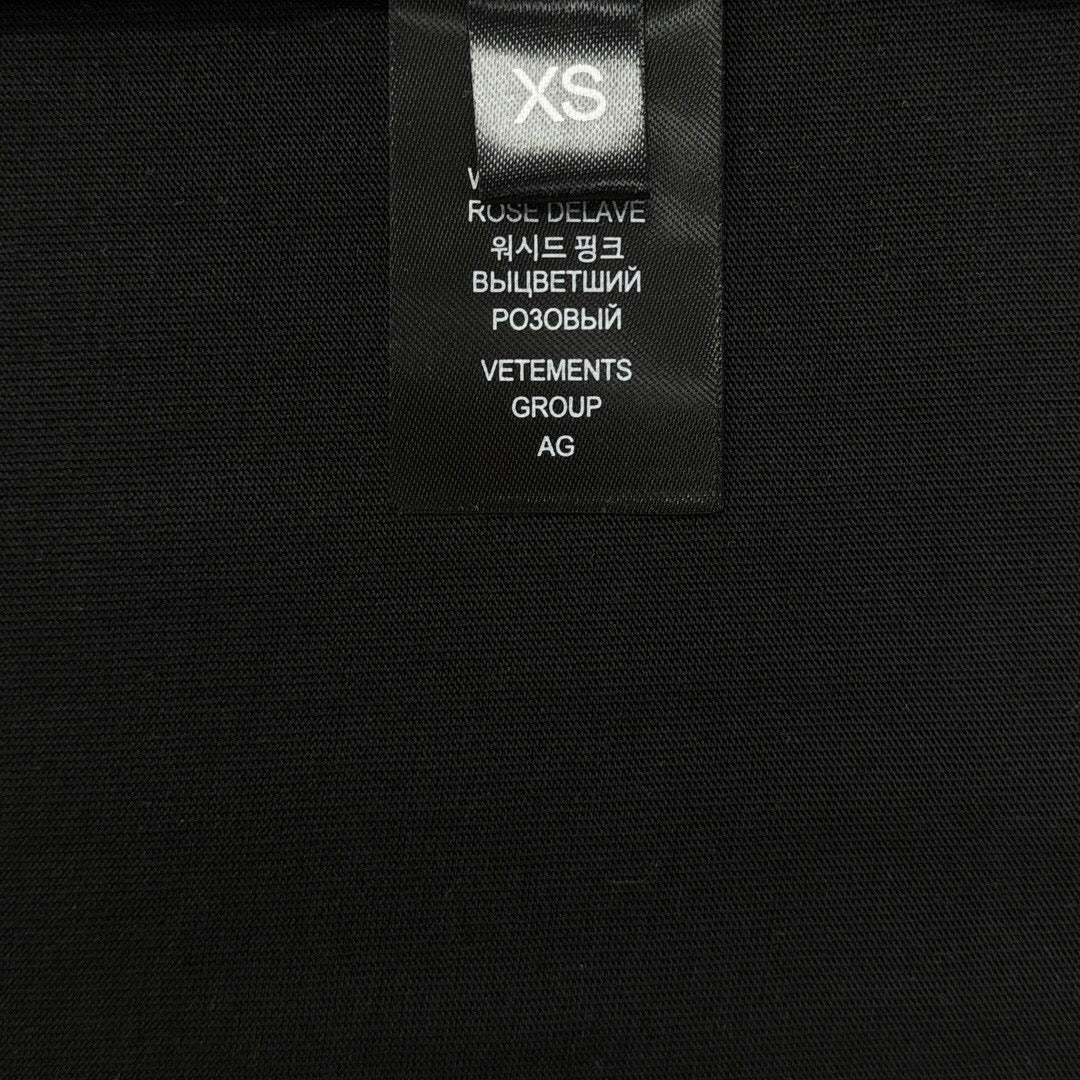 XS
ROSE DELAVE
워시드 핑크
ВЫЦВЕТШИЙ
РОЗОВЫЙ
VETEMENTS
GROUP
AG